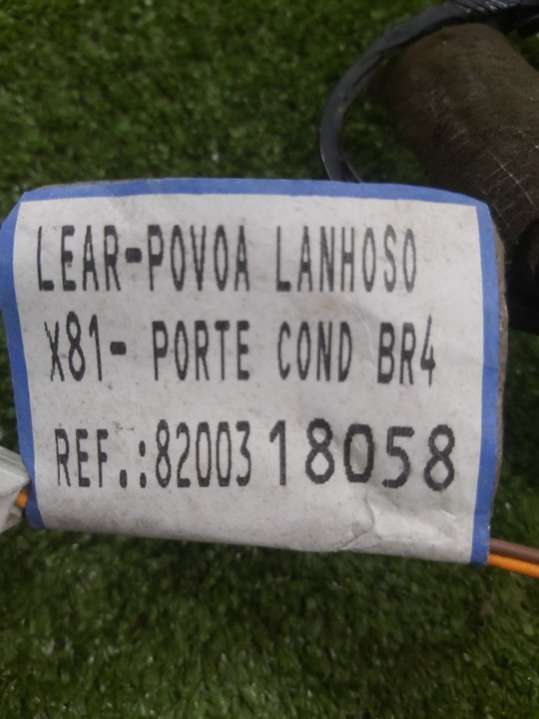 LEAR-POVOA LANHOSO
X81- PORTE COND BR4
REF.:8200318058